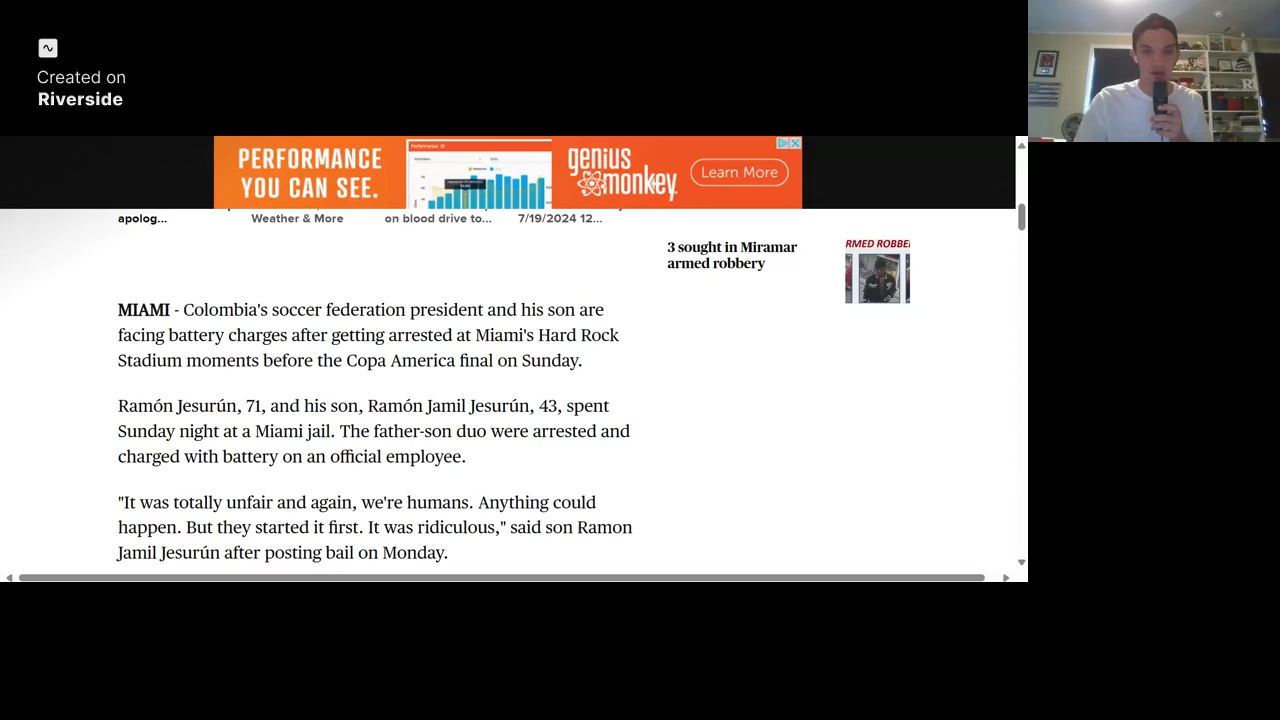 Created on
Riverside
PERFORMANCE
YOU CAN SEE.
Performance
genius
monkey
Learn More
apolog...
Weather & More
on blood drive to...
7/19/2024 12...
3 sought in Miramar
armed robbery
RMED ROBBE
MIAMI - Colombia's soccer federation president and his son are
facing battery charges after getting arrested at Miami's Hard Rock
Stadium moments before the Copa America final on Sunday.
Ramón Jesurún, 71, and his son, Ramón Jamil Jesurún, 43, spent
Sunday night at a Miami jail. The father-son duo were arrested and
charged with battery on an official employee.
"It was totally unfair and again, we're humans. Anything could
happen. But they started it first. It was ridiculous," said son Ramon
Jamil Jesurún after posting bail on Monday.